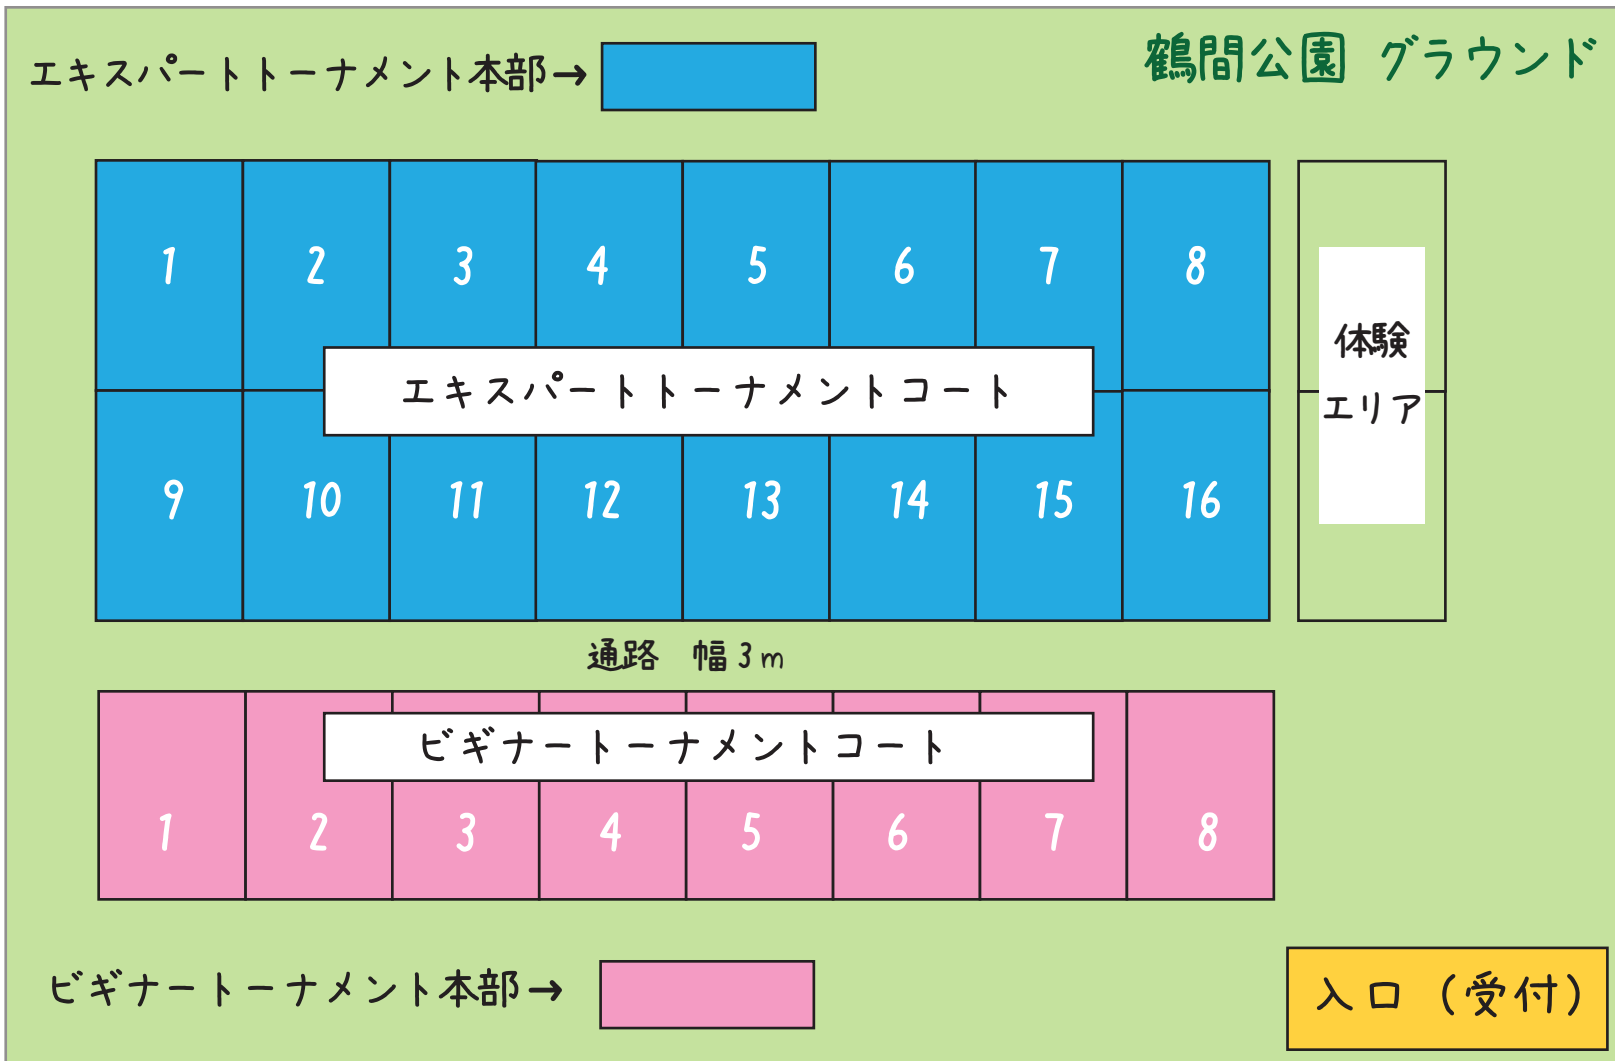 エキスパートトーナメント本部→
鶴間公園 グラウンド
1 2 3 4 5 6 7 8
エキスパートトーナメントコート
9 10 11 12 13 14 15 16
体験
エリア
通路 幅3m
ビギナートーナメントコート
1 2 3 4 5 6 7 8
ビギナートーナメント本部→
入口（受付）